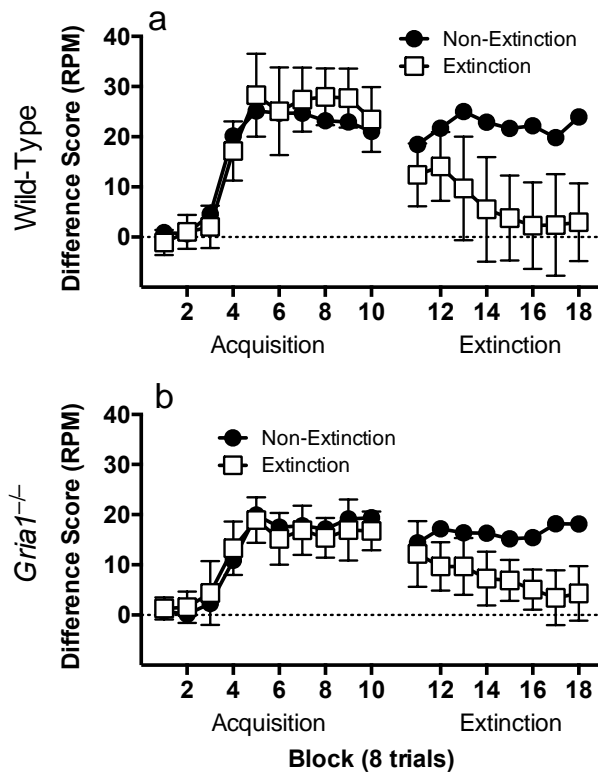 a
Wild-Type
Difference Score (RPM)
Non-Extinction
Extinction
40
30
20
10
0
2 4 6 8 10 12 14 16 18
Acquisition Extinction
b
Gria1⁻/⁻
Difference Score (RPM)
Non-Extinction
Extinction
40
30
20
10
0
2 4 6 8 10 12 14 16 18
Acquisition Extinction
Block (8 trials)